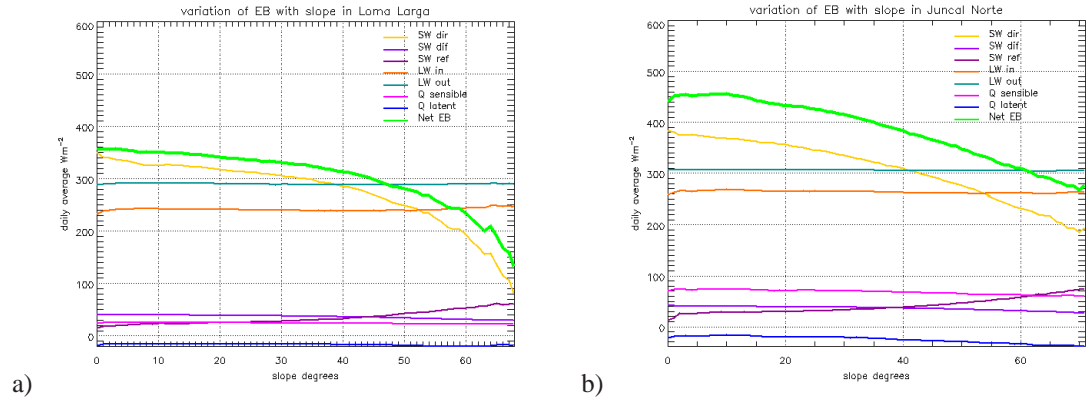 variation of EB with slope in Loma Larga
600
500
400
300
200
100
0
daily average Wm⁻²
SW dir
SW dif
SW ref
LW in
LW out
Q sensible
Q latent
Net EB
0 10 20 30 40 50 60
slope degrees
a)
variation of EB with slope in Juncal Norte
600
500
400
300
200
100
0
daily average Wm⁻²
SW dir
SW dif
SW ref
LW in
LW out
Q sensible
Q latent
Net EB
0 20 40 60
slope degrees
b)